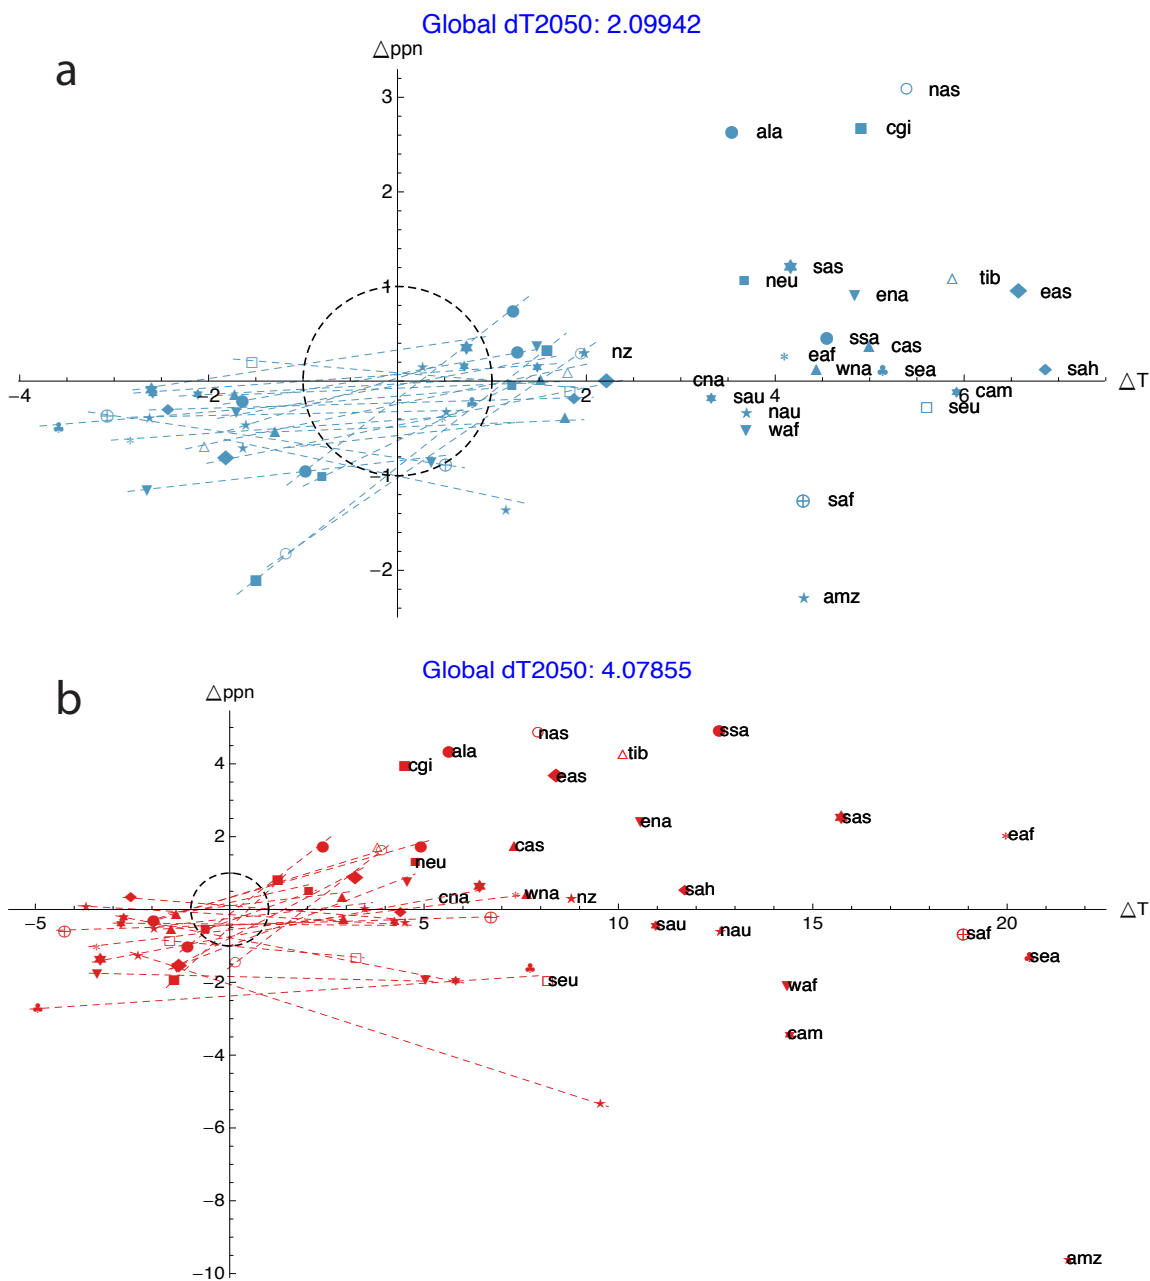 Global dT2050: 2.09942
△ppn
a
3
nas
ala
cgi
2
sas
tib
neu
ena
eas
1
ssa
cas
nz
eaf
wna
sea
sah
cna
−4
−2
2
4
6
△T
sau
cam
seu
nau
waf
−1
saf
−2
amz
Global dT2050: 4.07855
△ppn
b
nas
ssa
ala
tib
4
cgi
eas
ena
sas
2
eaf
cas
neu
cna
wna
nz
sah
−5
5
10
15
20
△T
sau
nau
saf
sea
−2
seu
waf
cam
−4
−6
−8
amz
−10